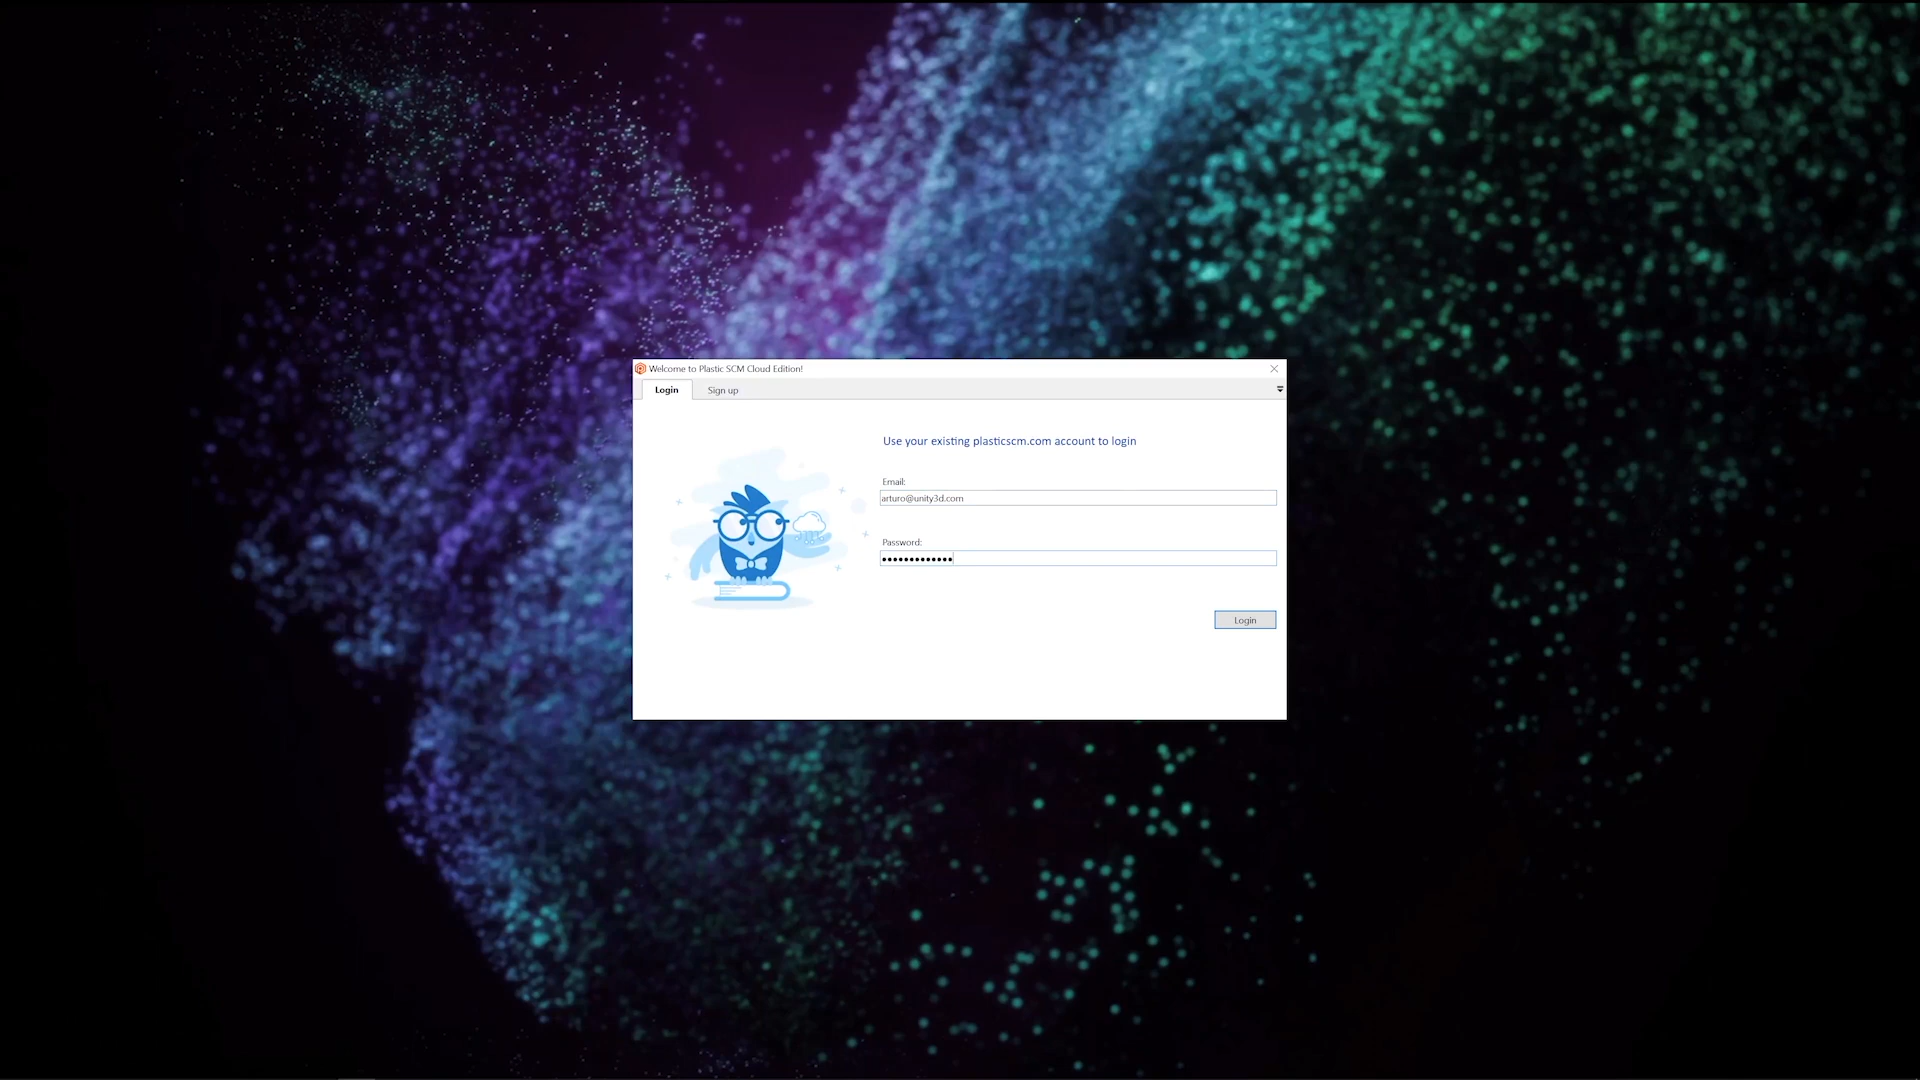 Welcome to Plastic SCM Cloud Edition!
Login
Sign up
Use your existing plasticscm.com account to login
Email:
arturo@unity3d.com
Password:
•••••••••••••
Login